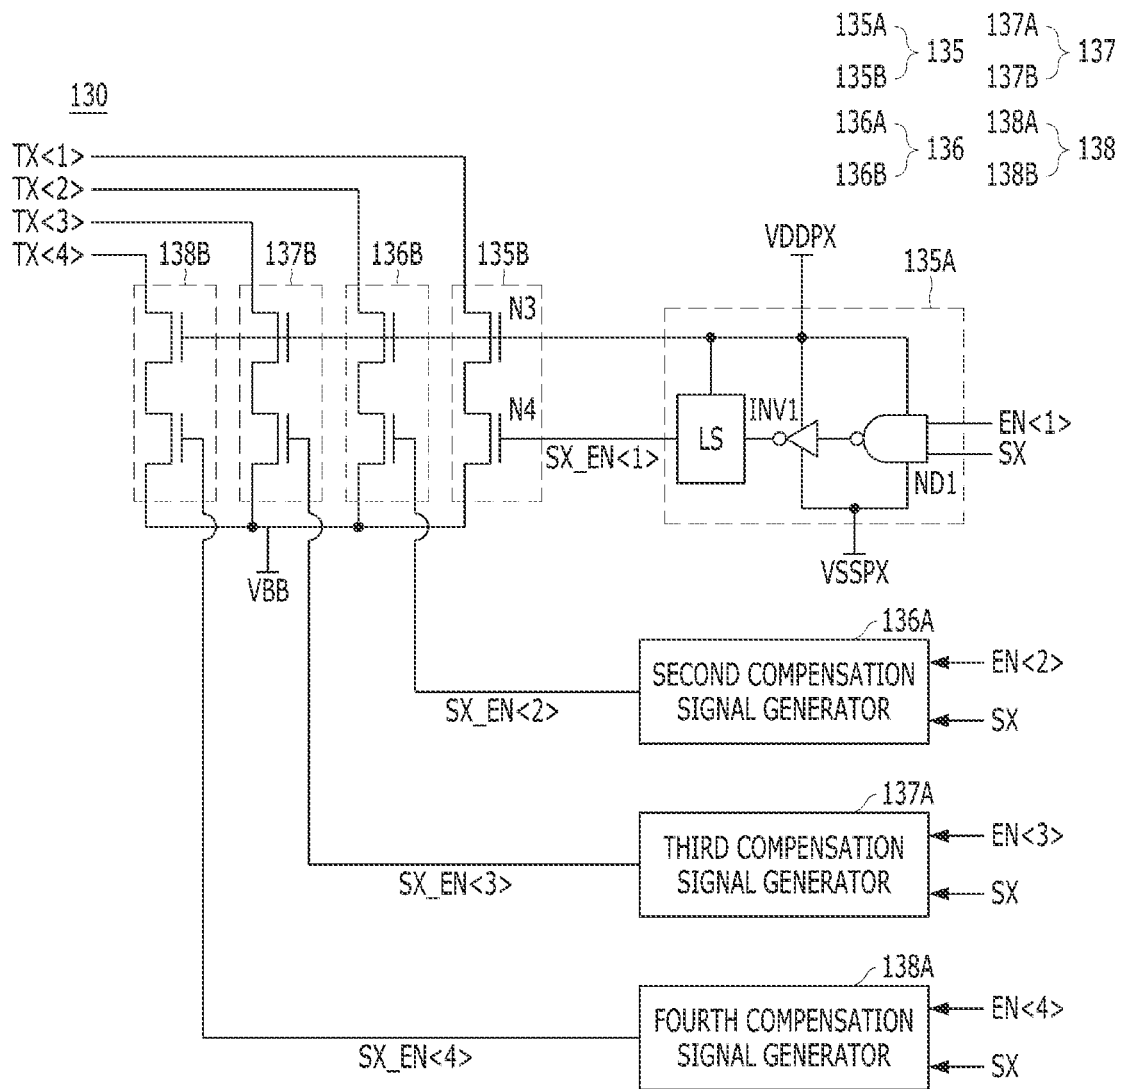 135A
135B
135
137A
137B
137
136A
136B
136
138A
138B
138
130
TX<1>
TX<2>
TX<3>
TX<4>
138B
137B
136B
135B
VDDPX
135A
N3
N4
SX_EN<1>
LS
INV1
ND1
EN<1>
SX
VBB
VSSPX
136A
SECOND COMPENSATION
SIGNAL GENERATOR
EN<2>
SX
SX_EN<2>
137A
THIRD COMPENSATION
SIGNAL GENERATOR
EN<3>
SX
SX_EN<3>
138A
FOURTH COMPENSATION
SIGNAL GENERATOR
EN<4>
SX
SX_EN<4>